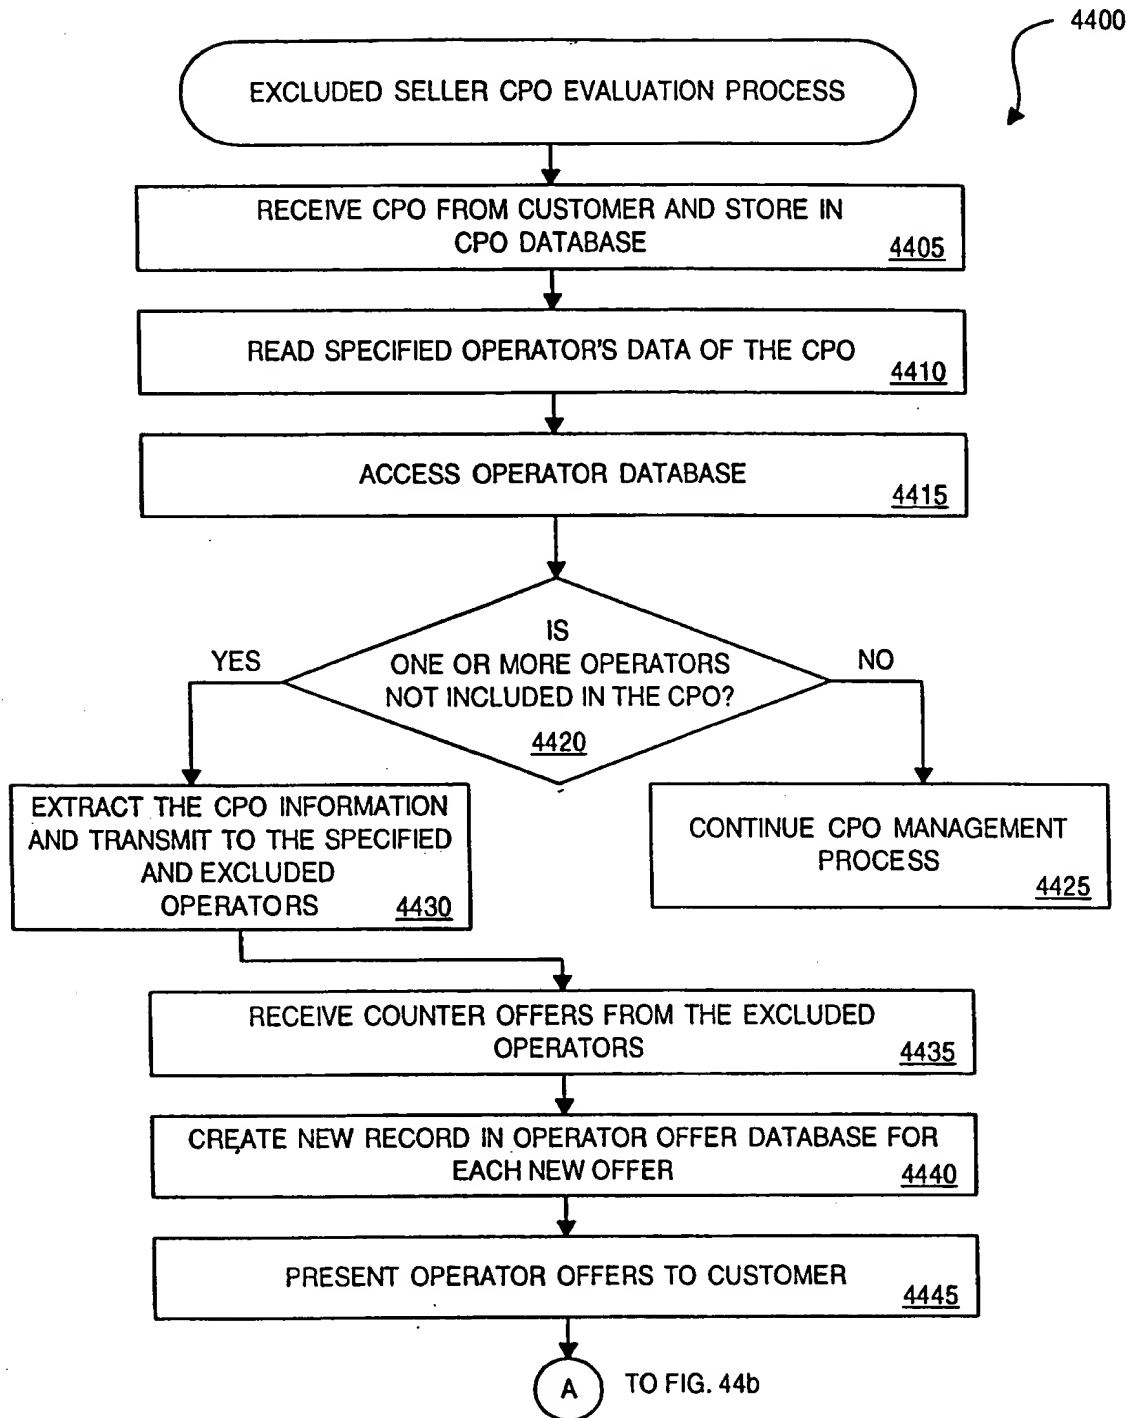 4400
EXCLUDED SELLER CPO EVALUATION PROCESS
RECEIVE CPO FROM CUSTOMER AND STORE IN
CPO DATABASE
4405
READ SPECIFIED OPERATOR'S DATA OF THE CPO
4410
ACCESS OPERATOR DATABASE
4415
IS
ONE OR MORE OPERATORS
NOT INCLUDED IN THE CPO?
4420
YES
NO
EXTRACT THE CPO INFORMATION
AND TRANSMIT TO THE SPECIFIED
AND EXCLUDED
OPERATORS
4430
CONTINUE CPO MANAGEMENT
PROCESS
4425
RECEIVE COUNTER OFFERS FROM THE EXCLUDED
OPERATORS
4435
CREATE NEW RECORD IN OPERATOR OFFER DATABASE FOR
EACH NEW OFFER
4440
PRESENT OPERATOR OFFERS TO CUSTOMER
4445
A
TO FIG. 44b